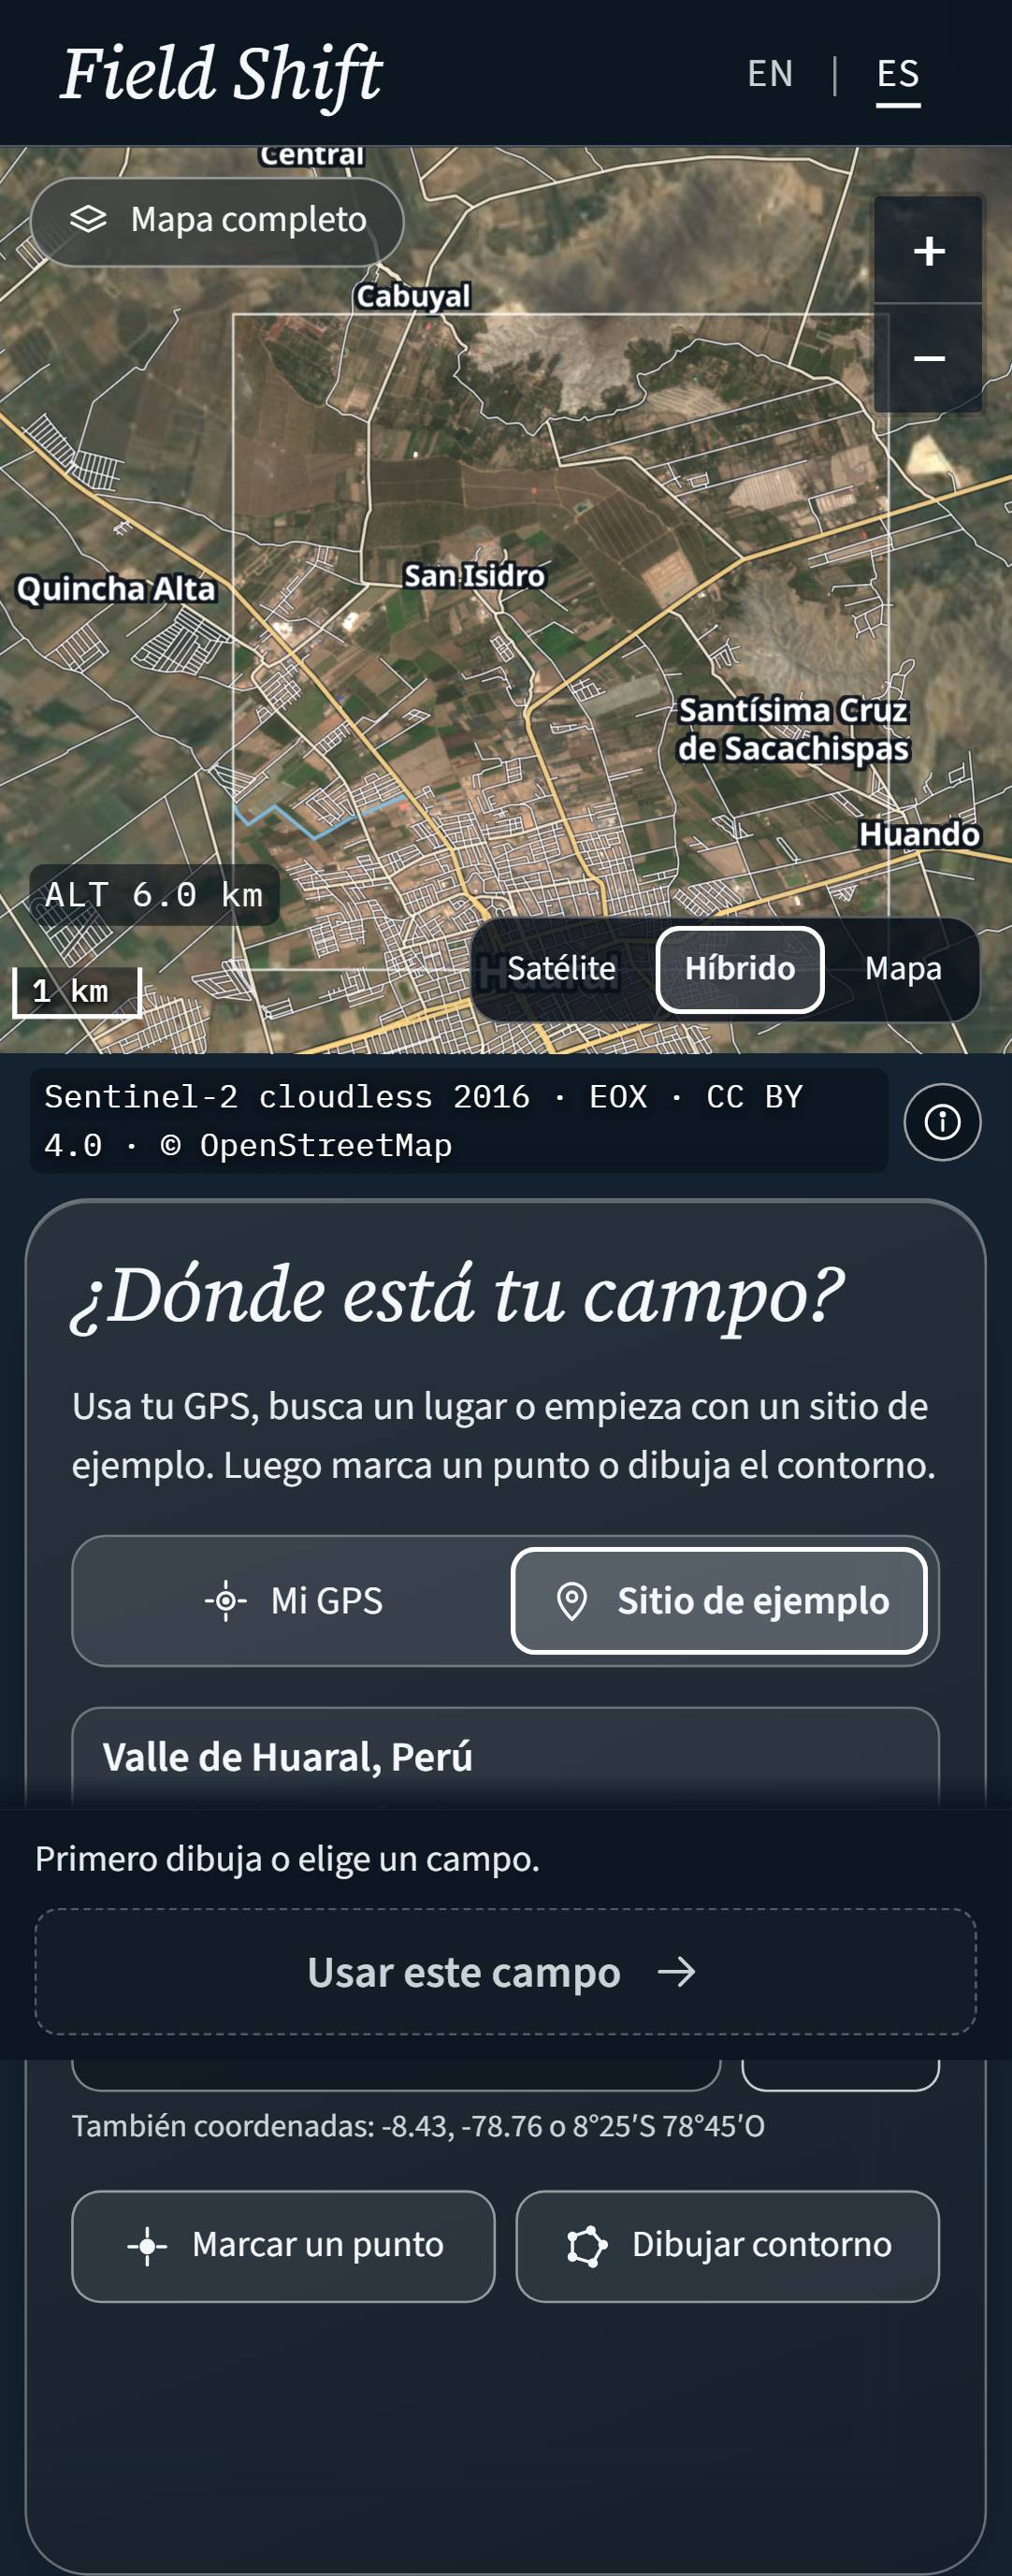 Field Shift
EN | ES
Central
Mapa completo
+
Cabuyal
−
San Isidro
Quincha Alta
Santísima Cruz
de Sacachispas
Huando
ALT 6.0 km
Satélite
Híbrido
Mapa
1 km
Sentinel-2 cloudless 2016 · EOX · CC BY
4.0 · © OpenStreetMap
¿Dónde está tu campo?
Usa tu GPS, busca un lugar o empieza con un sitio de
ejemplo. Luego marca un punto o dibuja el contorno.
Mi GPS
Sitio de ejemplo
Valle de Huaral, Perú
Primero dibuja o elige un campo.
Usar este campo →
También coordenadas: -8.43, -78.76 o 8°25′S 78°45′O
Marcar un punto
Dibujar contorno